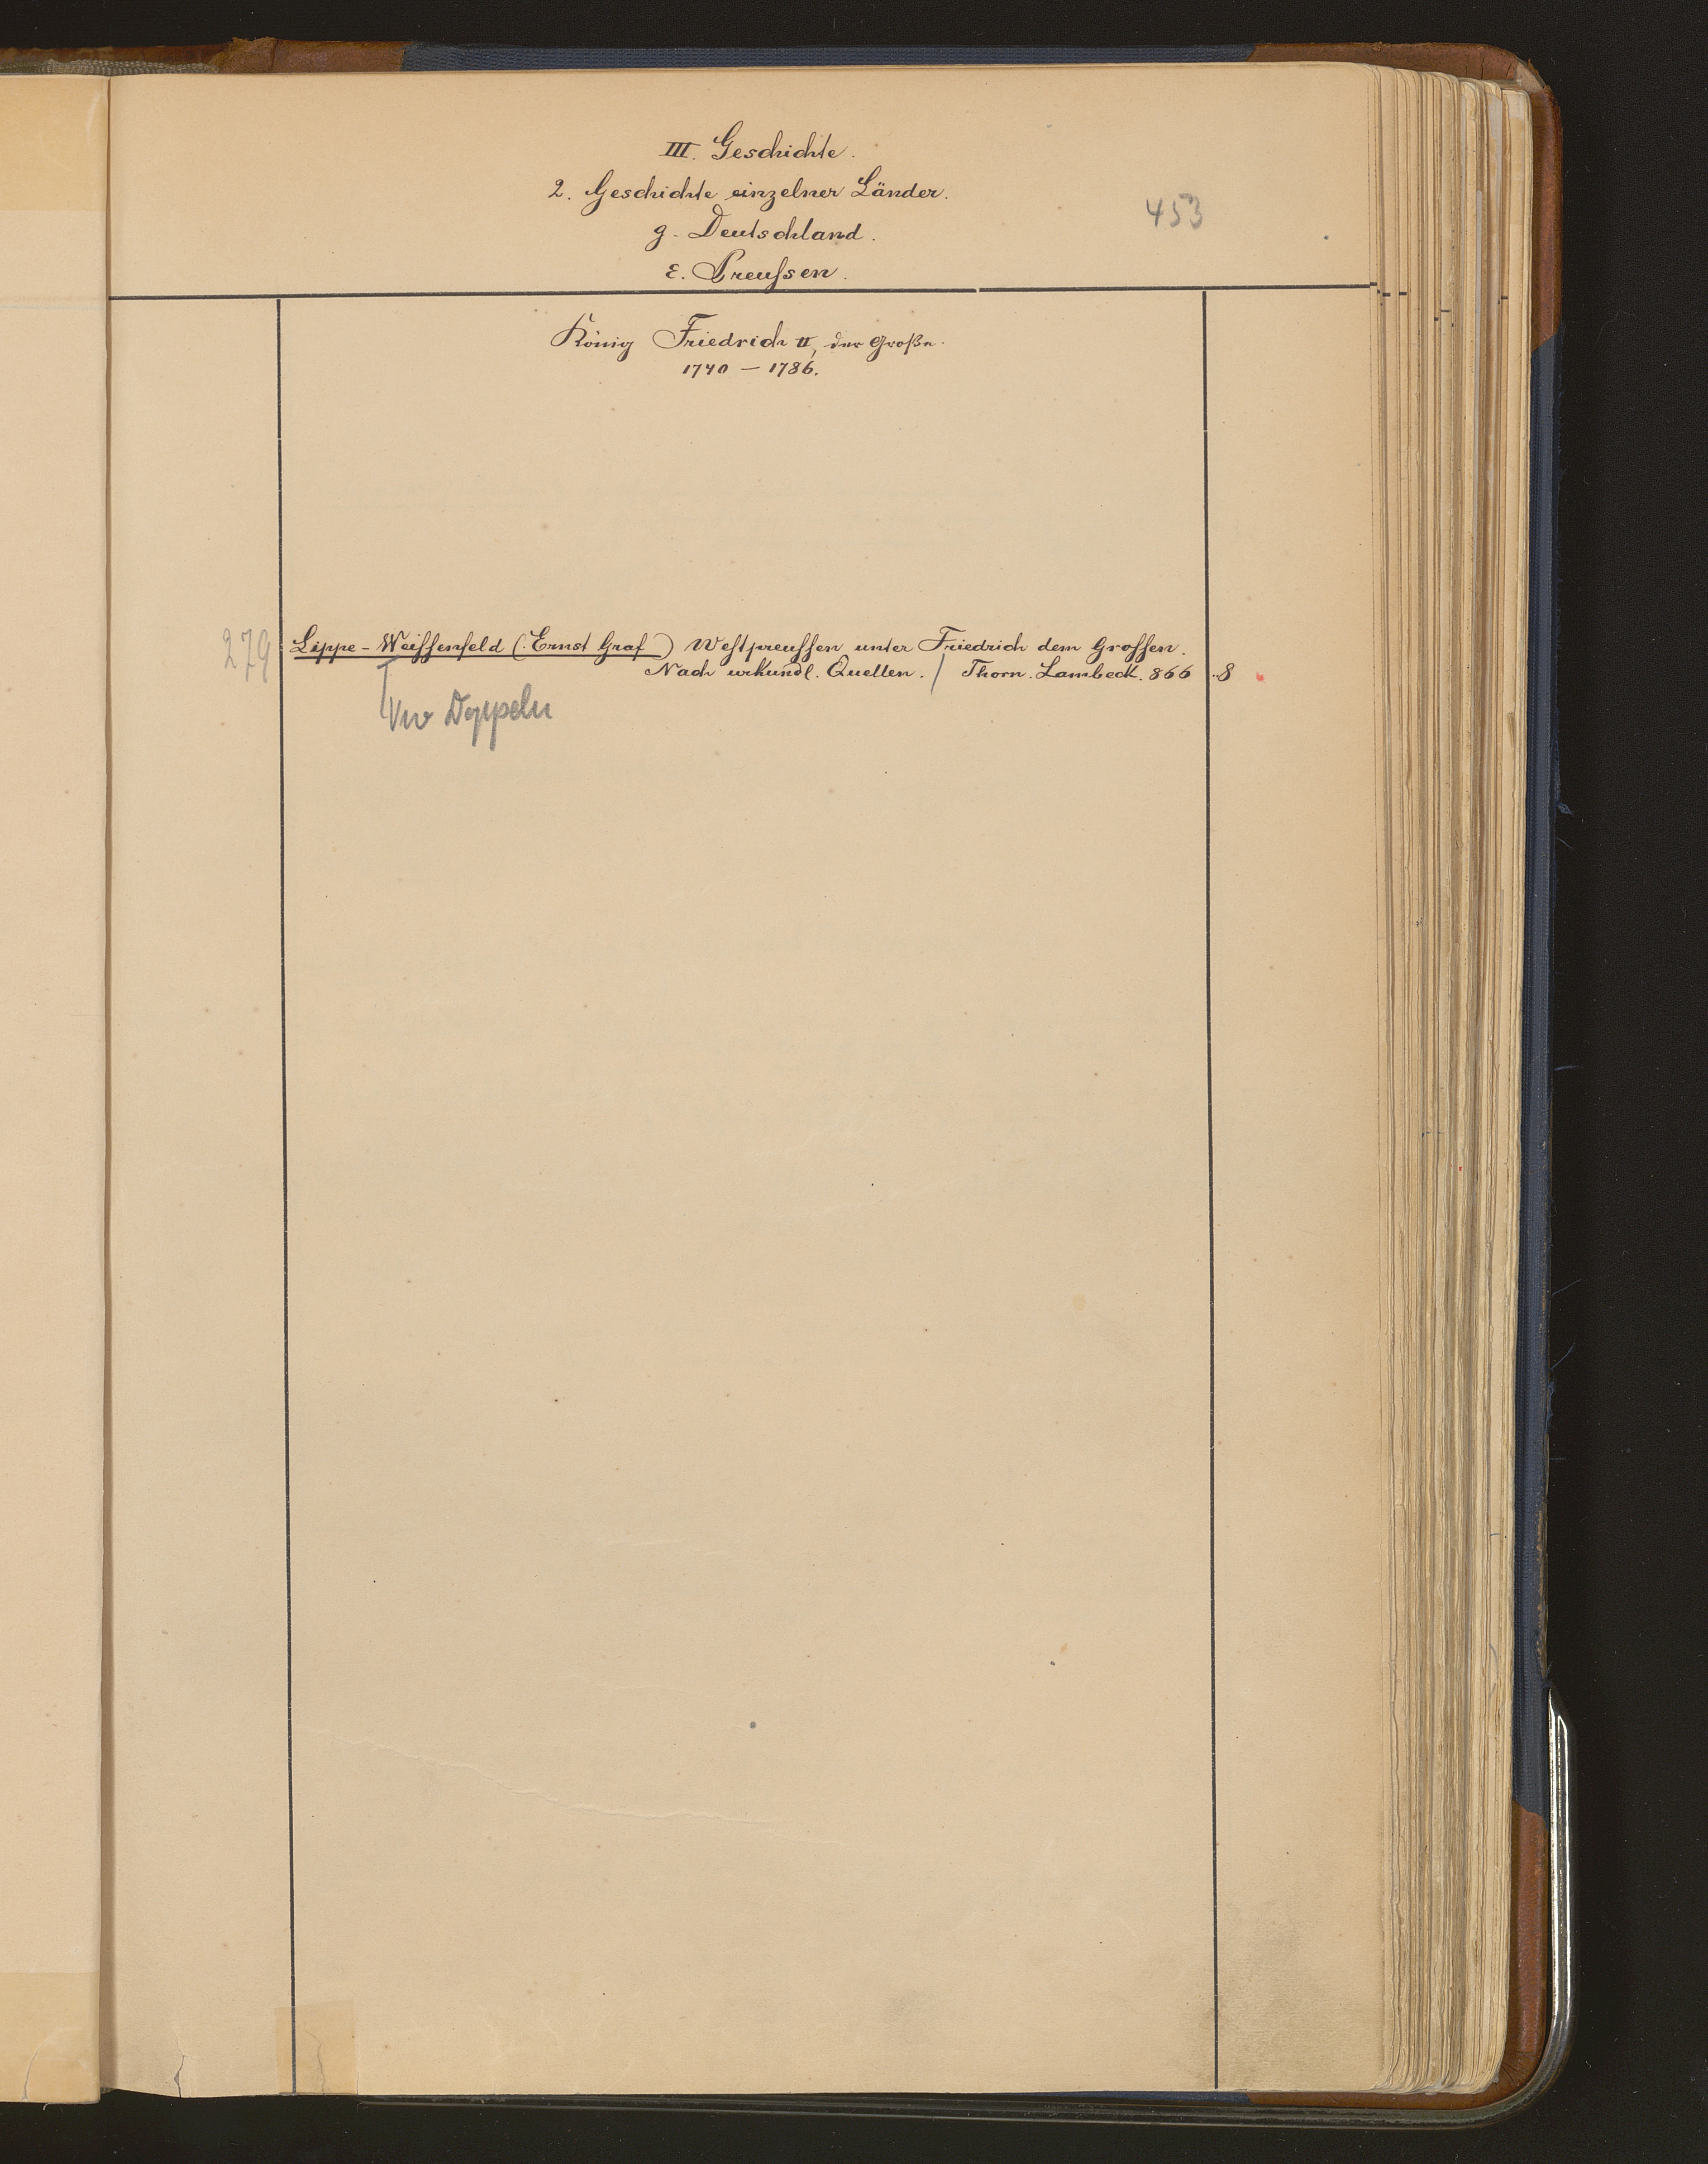 III. Geschichte.
2. Geschichte einzelner Länder.
453
g. Deutschland.
ε. Preuſsen.
König Friedrich II, der Große.
1740 — 1786.
279 Lippe-Weiſſenfeld (Ernst Graf) Weſtpreuſſen unter Friedrich dem Groſſen.
Nach urkundl. Quellen. / Thorn. Lambeck. 866 8
Doppeln